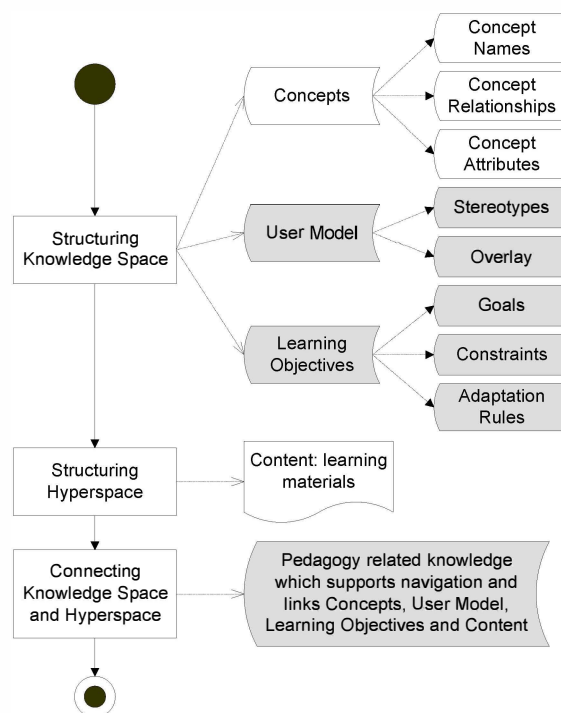 Concept
Names
Concepts
Concept
Relationships
Concept
Attributes
Structuring
Knowledge Space
User Model
Stereotypes
Overlay
Learning
Objectives
Goals
Constraints
Adaptation
Rules
Structuring
Hyperspace
Content: learning
materials
Connecting
Knowledge Space
and Hyperspace
Pedagogy related knowledge
which supports navigation and
links Concepts, User Model,
Learning Objectives and Content